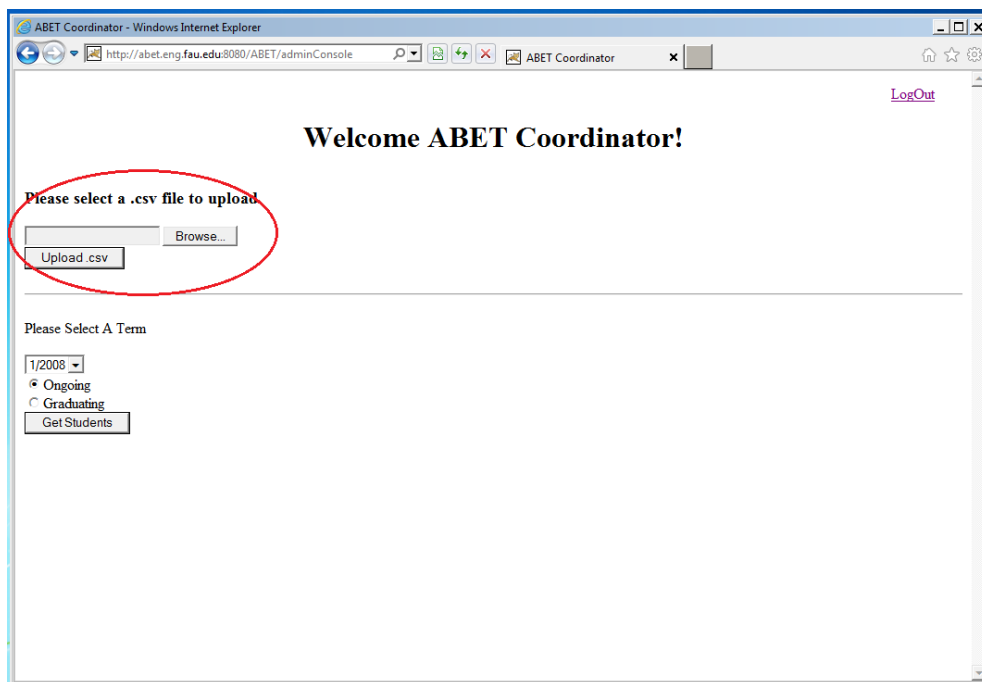 ABET Coordinator - Windows Internet Explorer
http://abet.eng.fau.edu:8080/ABET/adminConsole
ABET Coordinator
LogOut
Welcome ABET Coordinator!
Please select a .csv file to upload
Browse...
Upload .csv
Please Select A Term
1/2008
Ongoing
Graduating
Get Students